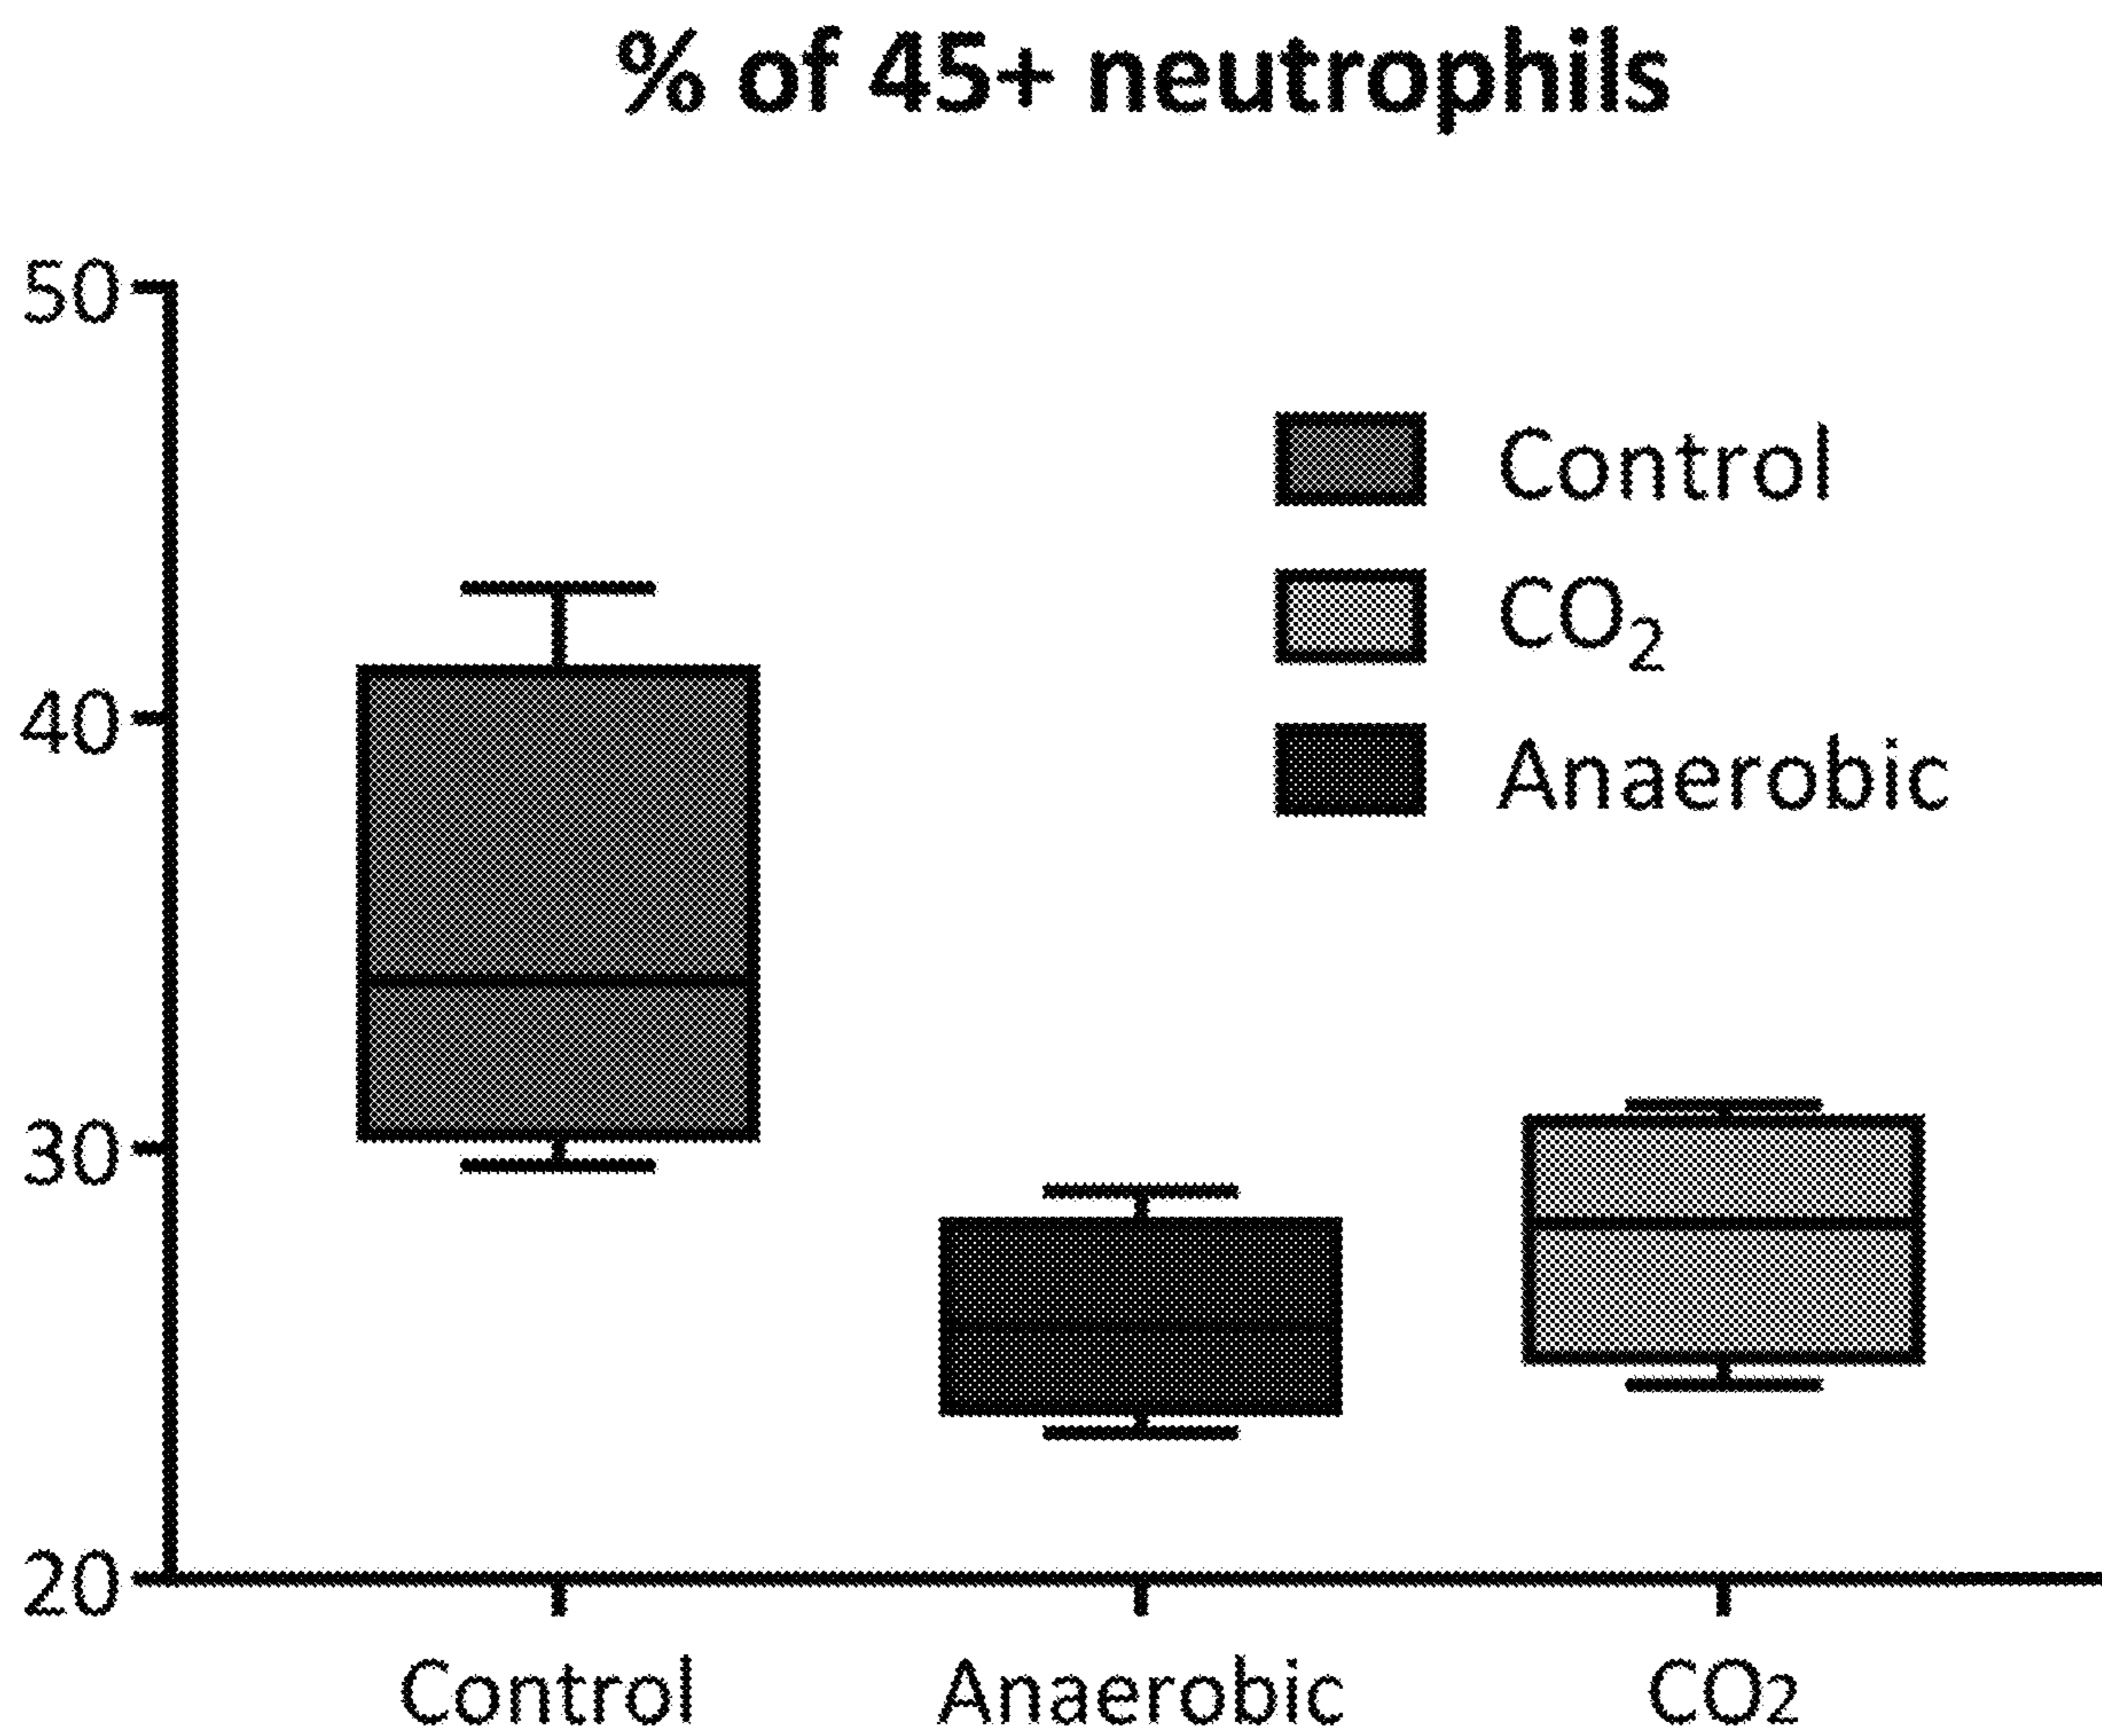 % of 45+ neutrophils
50
40
30
20
Control
CO₂
Anaerobic
Control
Anaerobic
CO2